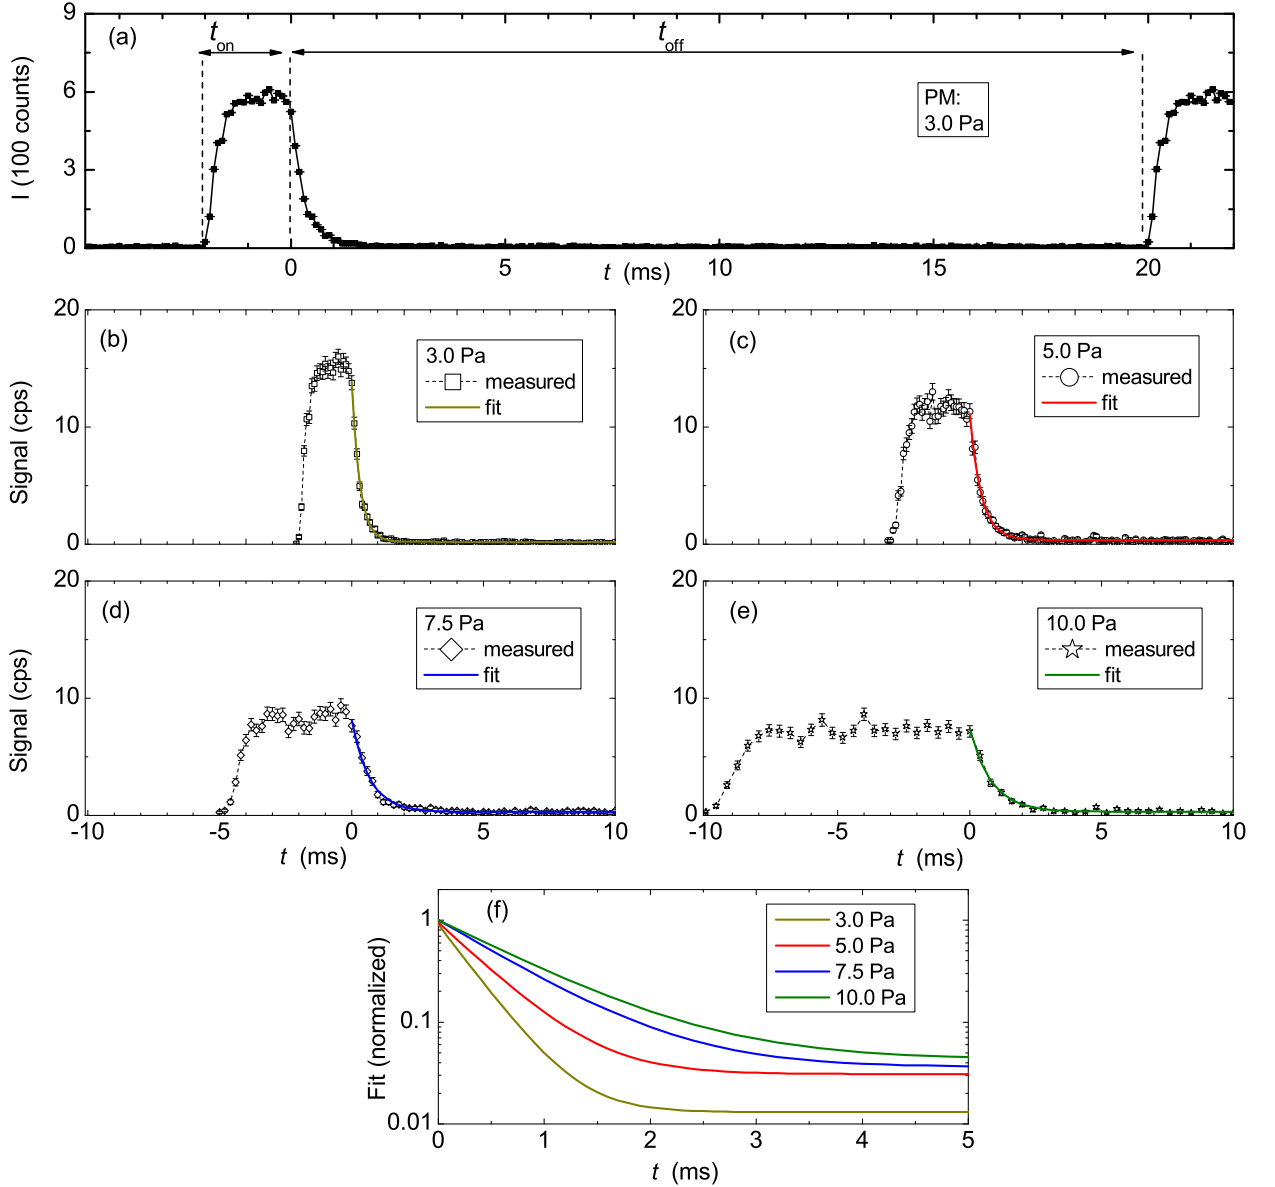 (a)
t on
t off
I (100 counts)
9
6
3
0
PM:
3.0 Pa
0 5 10 15 20
t (ms)
(b)
Signal (cps)
20
10
0
3.0 Pa
measured
fit
(c)
20
10
0
5.0 Pa
measured
fit
(d)
Signal (cps)
20
10
0
7.5 Pa
measured
fit
-10 -5 0 5 10
t (ms)
(e)
20
10
0
10.0 Pa
measured
fit
-10 -5 0 5 10
t (ms)
(f)
Fit (normalized)
1
0.1
0.01
3.0 Pa
5.0 Pa
7.5 Pa
10.0 Pa
0 1 2 3 4 5
t (ms)